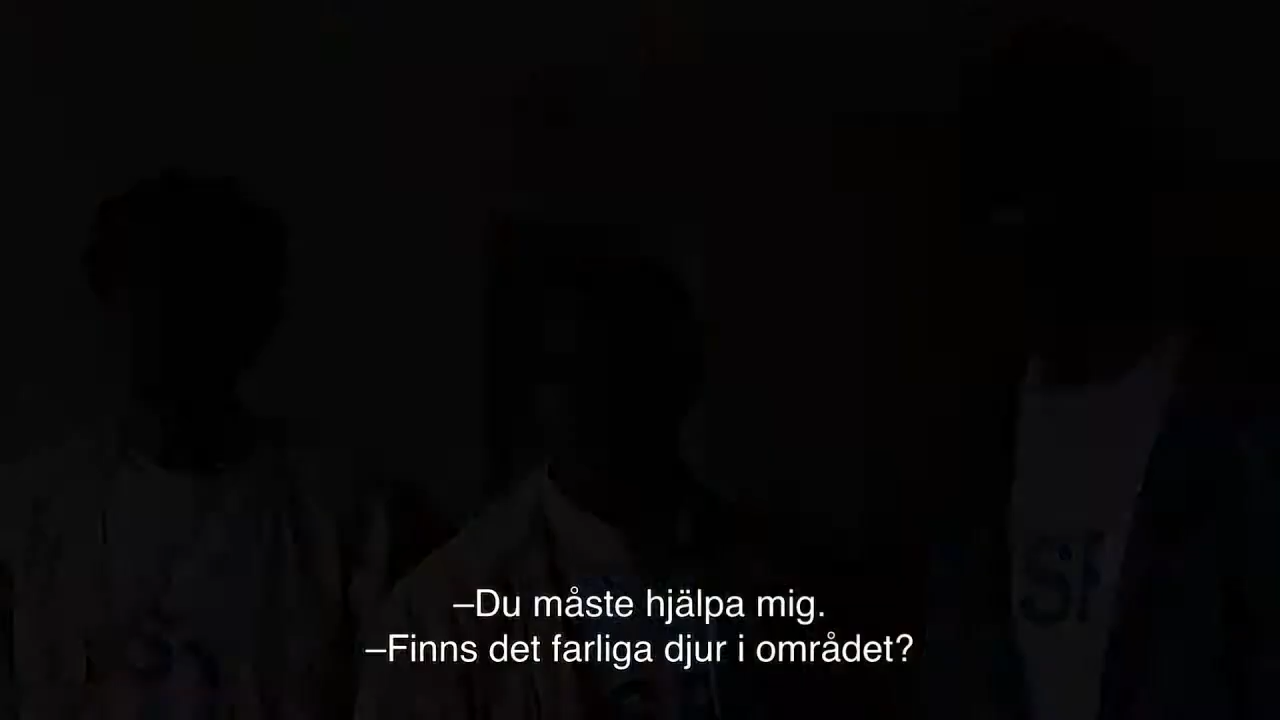 –Du måste hjälpa mig.
–Finns det farliga djur i området?